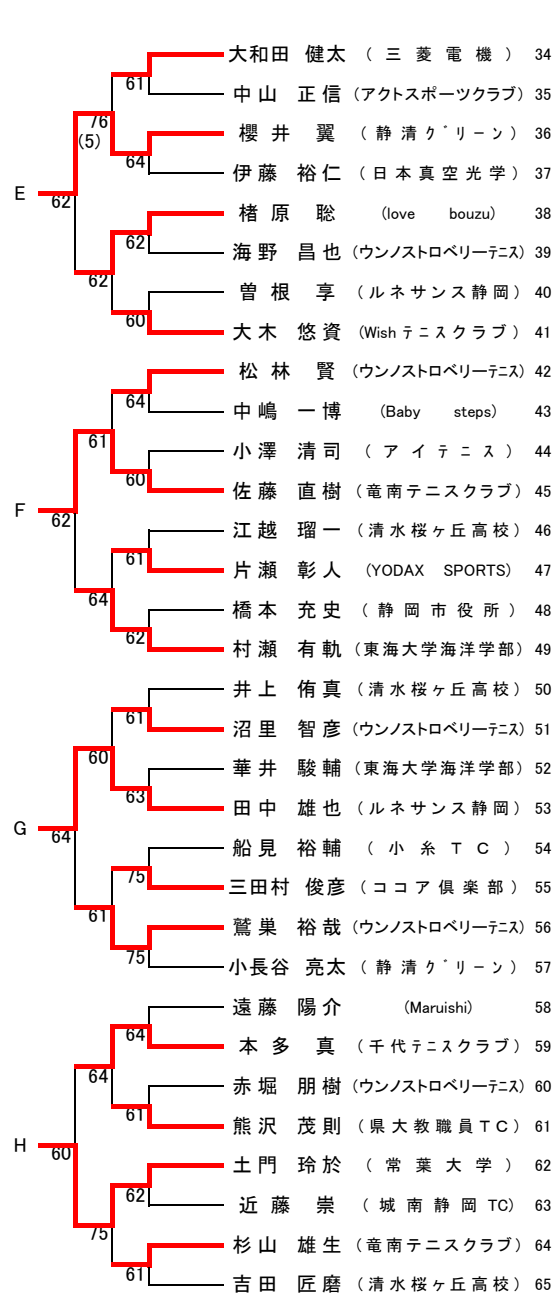 大和田 健太 (三菱電機) 34
61
中山 正信 (アクトスポーツクラブ) 35
76
(5)
櫻井 翼 (静清グリーン) 36
64
伊藤 裕仁 (日本真空光学) 37
E 62
楮原 聡 (love bouzu) 38
62
海野 昌也 (ウンノストロベリーテニス) 39
62
曽根 享 (ルネサンス静岡) 40
60
大木 悠資 (Wishテニスクラブ) 41
松林 賢 (ウンノストロベリーテニス) 42
64
中嶋 一博 (Baby steps) 43
61
小澤 清司 (アイテニス) 44
60
佐藤 直樹 (竜南テニスクラブ) 45
F 62
江越 瑠一 (清水桜ヶ丘高校) 46
61
片瀬 彰人 (YODAX SPORTS) 47
64
橋本 充史 (静岡市役所) 48
62
村瀬 有軌 (東海大学海洋学部) 49
井上 侑真 (清水桜ヶ丘高校) 50
61
沼里 智彦 (ウンノストロベリーテニス) 51
60
華井 駿輔 (東海大学海洋学部) 52
63
田中 雄也 (ルネサンス静岡) 53
G 64
船見 裕輔 (小糸TC) 54
75
三田村 俊彦 (ココア倶楽部) 55
61
鷲巣 裕哉 (ウンノストロベリーテニス) 56
75
小長谷 亮太 (静清グリーン) 57
遠藤 陽介 (Maruishi) 58
64
本多 真 (千代テニスクラブ) 59
64
赤堀 朋樹 (ウンノストロベリーテニス) 60
61
熊沢 茂則 (県大教職員TC) 61
H 60
土門 玲於 (常葉大学) 62
62
近藤 崇 (城南静岡TC) 63
75
杉山 雄生 (竜南テニスクラブ) 64
61
吉田 匠磨 (清水桜ヶ丘高校) 65